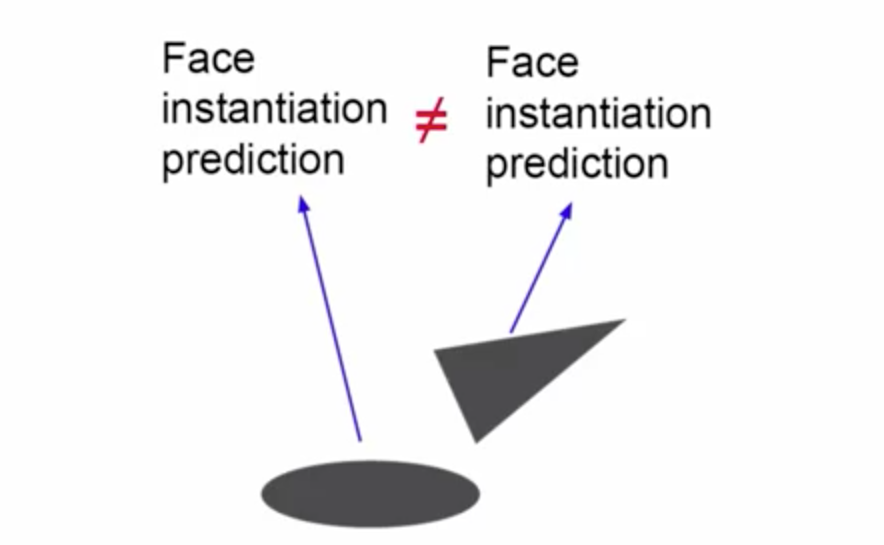 Face
instantiation
prediction
≠
Face
instantiation
prediction